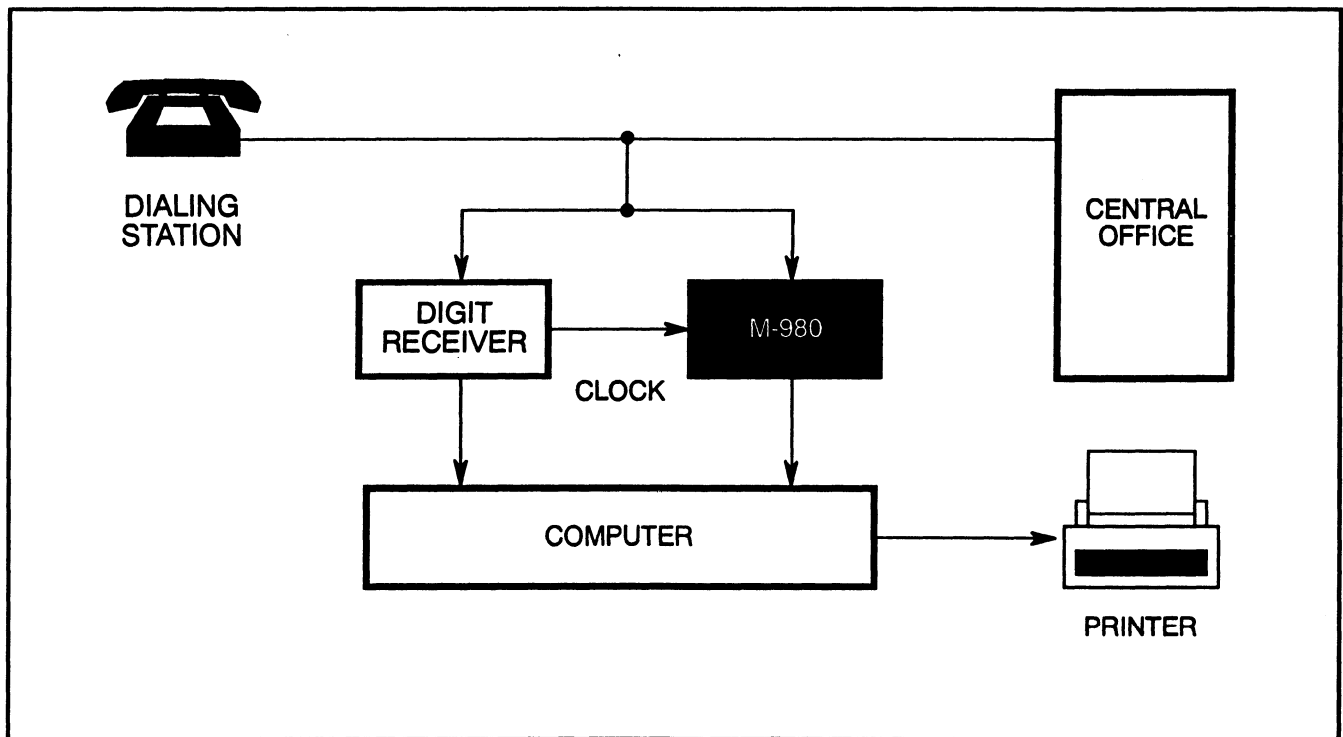 DIALING
STATION
CENTRAL
OFFICE
DIGIT
RECEIVER
M-980
CLOCK
COMPUTER
PRINTER